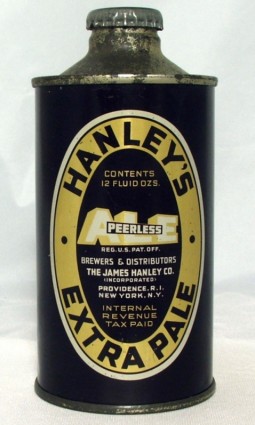 HANLEY'S
CONTENTS
12 FLUID OZS.
PEERLESS
ALE
REG. U.S. PAT. OFF.
BREWERS & DISTRIBUTORS
THE JAMES HANLEY CO.
(INCORPORATED)
PROVIDENCE, R.I.
NEW YORK, N.Y.
INTERNAL
REVENUE
TAX PAID
EXTRA PALE